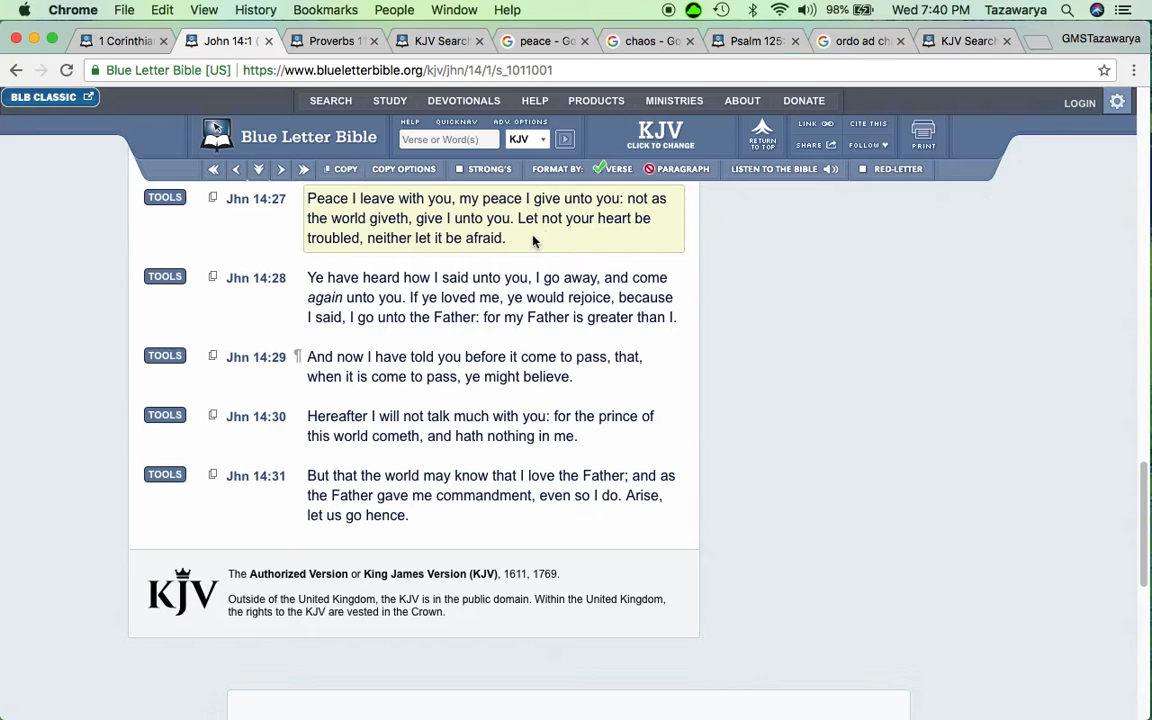 Chrome File Edit View History Bookmarks People Window Help 98% Wed 7:40 PM Tazawarya
1 Corinthian John 14:1 ( Proverbs 11 KJV Search peace - Go chaos - Go Psalm 125: ordo ad ch KJV Search GMSTazawarya
Blue Letter Bible [US] https://www.blueletterbible.org/kjv/jhn/14/1/s_1011001
BLB CLASSIC SEARCH STUDY DEVOTIONALS HELP PRODUCTS MINISTRIES ABOUT DONATE LOGIN
HELP QUICKNAV ADV. OPTIONS
Blue Letter Bible Verse or Word(s) KJV KJV CLICK TO CHANGE RETURN TO TOP LINK CITE THIS SHARE FOLLOW PRINT
COPY COPY OPTIONS STRONG'S FORMAT BY: VERSE PARAGRAPH LISTEN TO THE BIBLE RED-LETTER
TOOLS Jhn 14:27 Peace I leave with you, my peace I give unto you: not as
the world giveth, give I unto you. Let not your heart be
troubled, neither let it be afraid.
TOOLS Jhn 14:28 Ye have heard how I said unto you, I go away, and come
again unto you. If ye loved me, ye would rejoice, because
I said, I go unto the Father: for my Father is greater than I.
TOOLS Jhn 14:29 ¶ And now I have told you before it come to pass, that,
when it is come to pass, ye might believe.
TOOLS Jhn 14:30 Hereafter I will not talk much with you: for the prince of
this world cometh, and hath nothing in me.
TOOLS Jhn 14:31 But that the world may know that I love the Father; and as
the Father gave me commandment, even so I do. Arise,
let us go hence.
KJV The Authorized Version or King James Version (KJV), 1611, 1769.
Outside of the United Kingdom, the KJV is in the public domain. Within the United Kingdom,
the rights to the KJV are vested in the Crown.